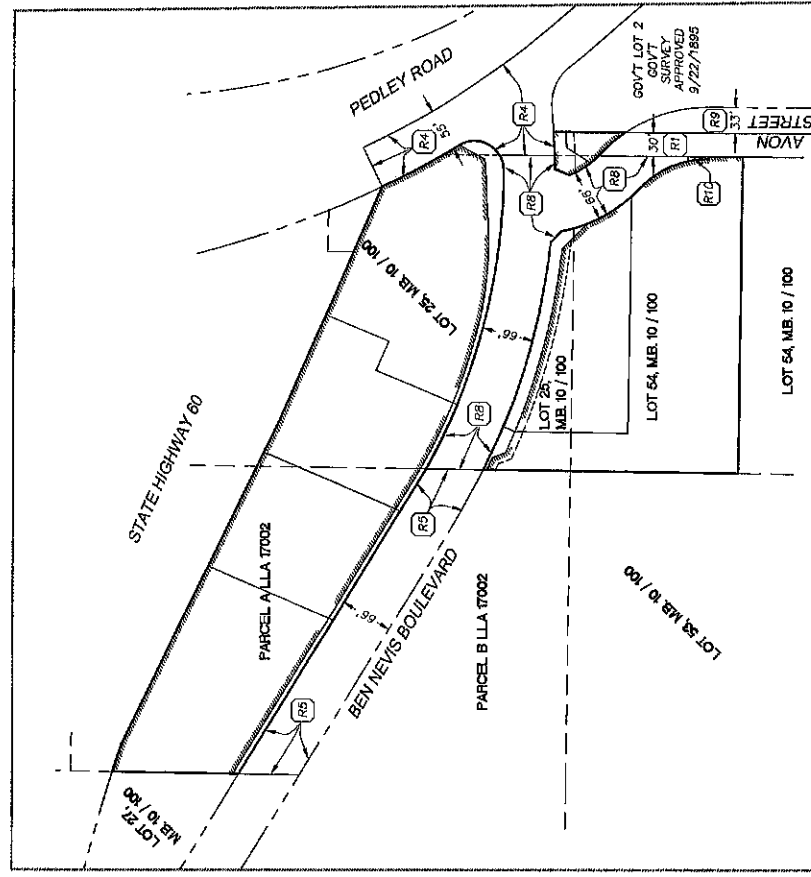 PEDLEY ROAD
GOV'T LOT 2
GOV'T
SURVEY
APPROVED
9/22/1895
R4
55'
R4
R9
33'
STREET
AVON
30'
R1
R8
R8
66'
R10
STATE HIGHWAY 60
LOT 25, M.B. 10 / 100
66'
R8
LOT 25,
M.B. 10 / 100
LOT 54, M.B. 10 / 100
LOT 54, M.B. 10 / 100
R5
PARCEL A LLA 17002
66'
BEN NEVIS BOULEVARD
PARCEL B LLA 17002
LOT 53, M.B. 10 / 100
R5
LOT 27,
M.B. 10 / 100